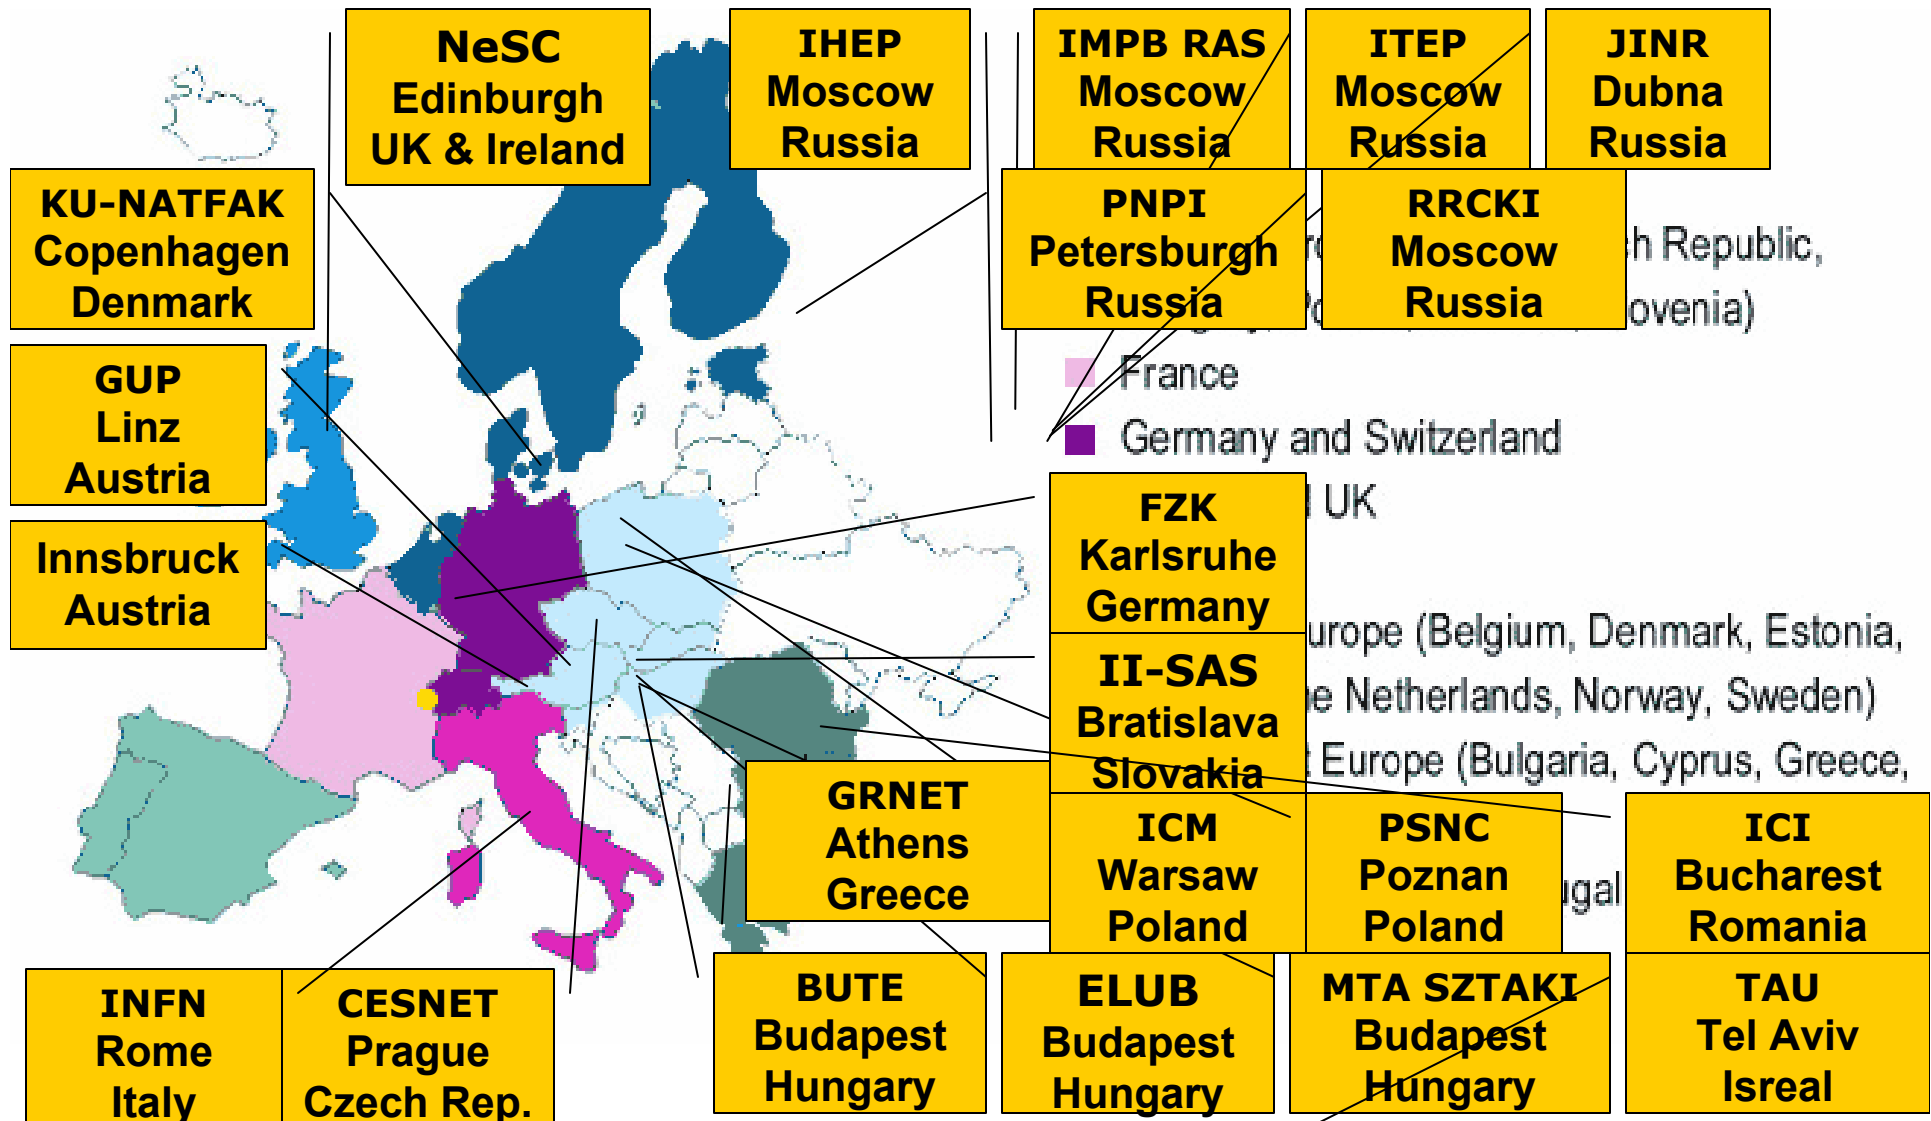 NeSC
Edinburgh
UK & Ireland
IHEP
Moscow
Russia
IMPB RAS
Moscow
Russia
ITEP
Moscow
Russia
JINR
Dubna
Russia
KU-NATFAK
Copenhagen
Denmark
PNPI
Petersburgh
Russia
RRCKI
Moscow
Russia
Republic,
France
Germany and Switzerland
UK
GUP
Linz
Austria
Innsbruck
Austria
FZK
Karlsruhe
Germany
(Belgium, Denmark, Estonia,
Netherlands, Norway, Sweden)
Europe (Bulgaria, Cyprus, Greece,
II-SAS
Bratislava
Slovakia
GRNET
Athens
Greece
ICM
Warsaw
Poland
PSNC
Poznan
Poland
ICI
Bucharest
Romania
INFN
Rome
Italy
CESNET
Prague
Czech Rep.
BUTE
Budapest
Hungary
ELUB
Budapest
Hungary
MTA SZTAKI
Budapest
Hungary
TAU
Tel Aviv
Isreal